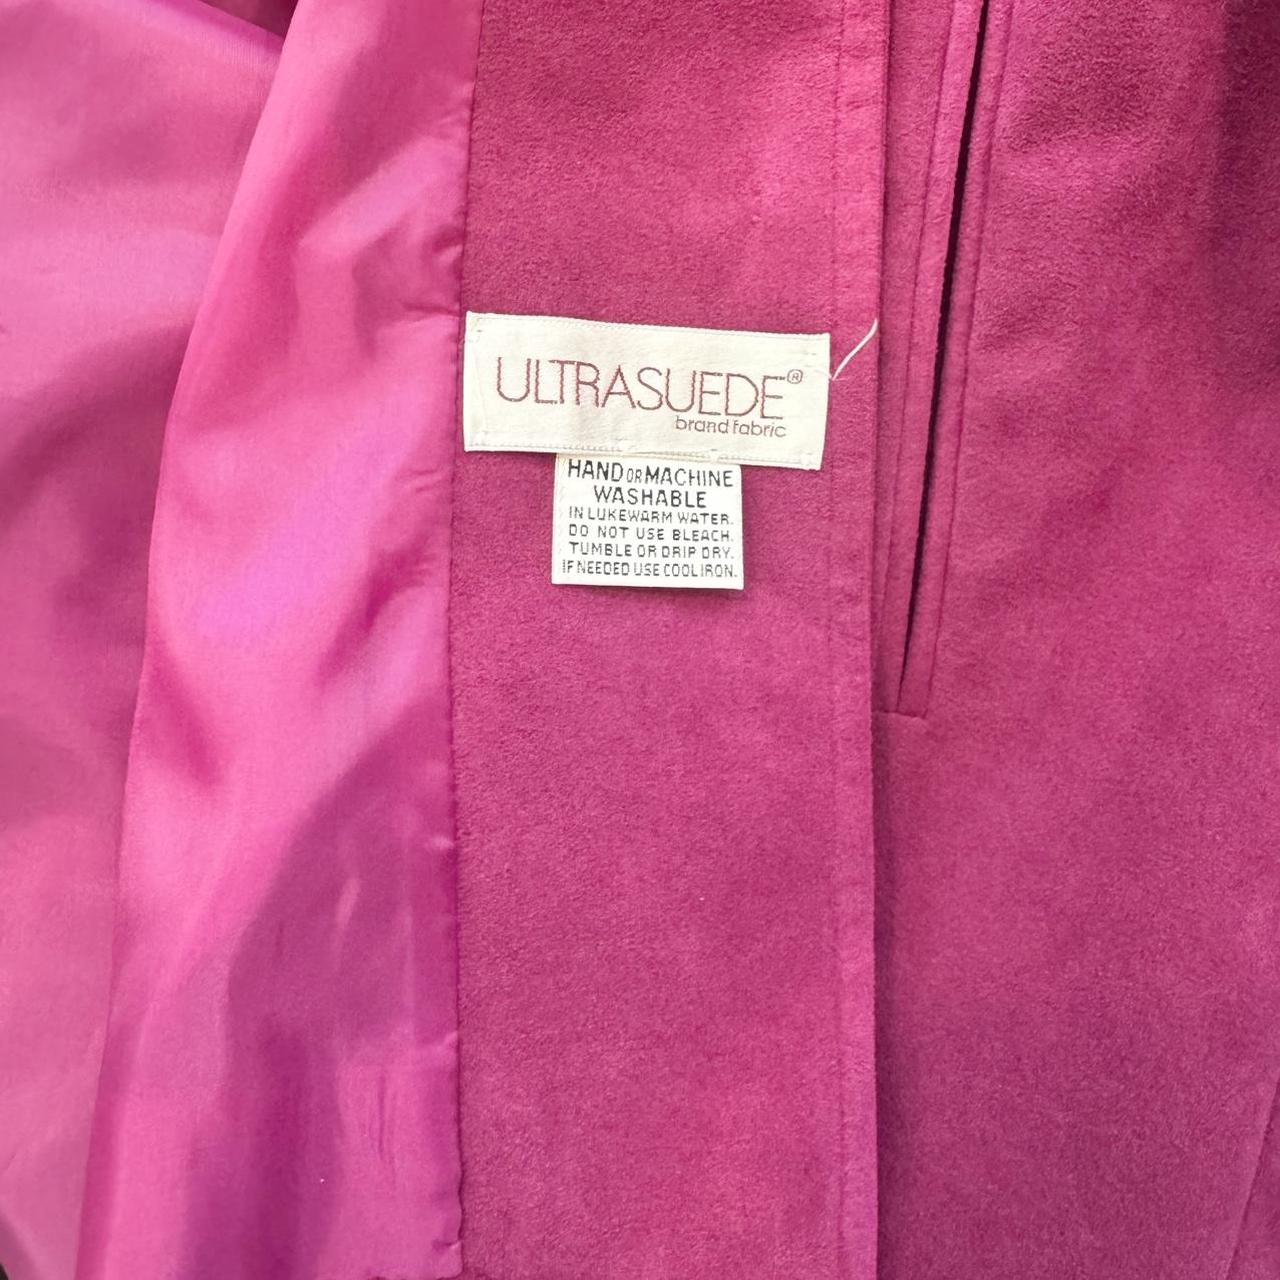 ULTRASUEDE®
brand fabric
HAND OR MACHINE
WASHABLE
IN LUKEWARM WATER.
DO NOT USE BLEACH.
TUMBLE OR DRIP DRY.
IF NEEDED USE COOL IRON.